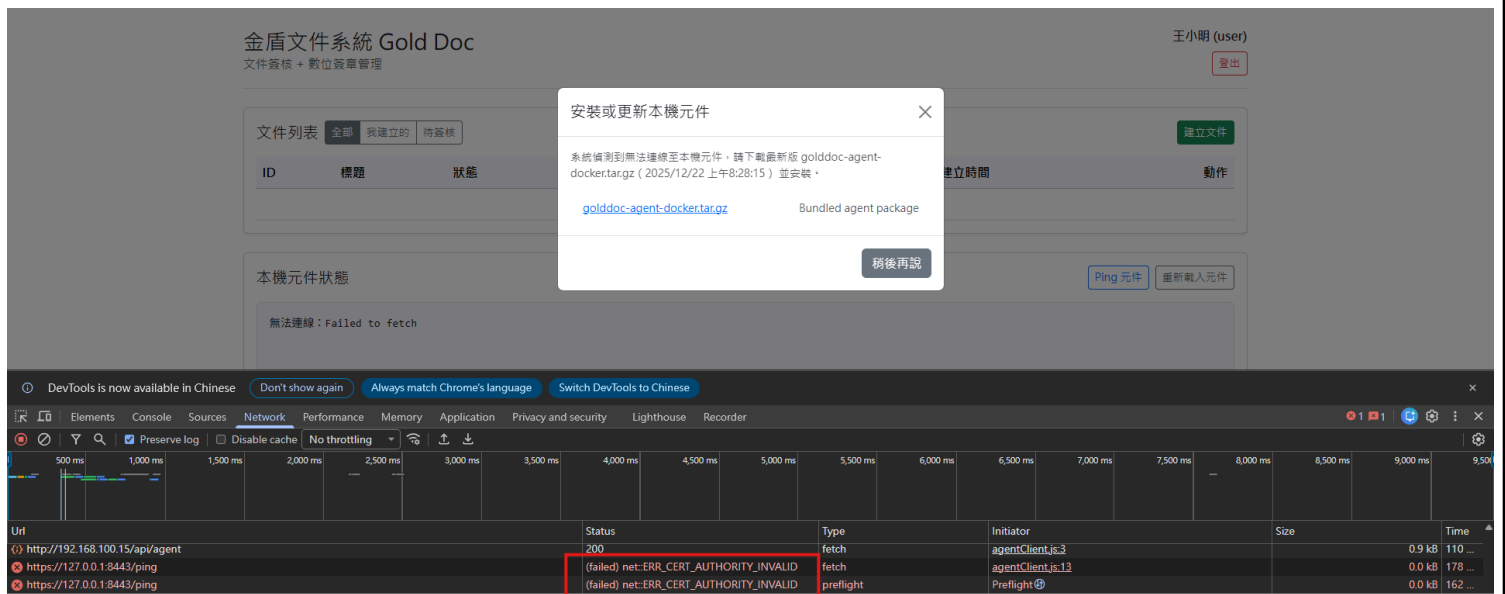 金盾文件系統 Gold Doc
王小明 (user)
文件簽核 + 數位簽章管理
登出
安裝或更新本機元件
文件列表 全部 我建立的 待簽核
建立文件
系統偵測到無法連線至本機元件，請下載最新版 golddoc-agent-
docker.tar.gz ( 2025/12/22 上午8:28:15 ) 並安裝。
ID 標題 狀態 建立時間 動作
golddoc-agent-docker.tar.gz Bundled agent package
稍後再說
本機元件狀態
Ping 元件 重新載入元件
無法連線：Failed to fetch
DevTools is now available in Chinese Don't show again Always match Chrome's language Switch DevTools to Chinese
Elements Console Sources Network Performance Memory Application Privacy and security Lighthouse Recorder 1 1
Preserve log Disable cache No throttling
500 ms 1,000 ms 1,500 ms 2,000 ms 2,500 ms 3,000 ms 3,500 ms 4,000 ms 4,500 ms 5,000 ms 5,500 ms 6,000 ms 6,500 ms 7,000 ms 7,500 ms 8,000 ms 8,500 ms 9,000 ms 9,500
Url Status Type Initiator Size Time
http://192.168.100.15/api/agent 200 fetch agentClient.js:3 0.9 kB 110 ...
https://127.0.0.1:8443/ping (failed) net::ERR_CERT_AUTHORITY_INVALID fetch agentClient.js:13 0.0 kB 178 ...
https://127.0.0.1:8443/ping (failed) net::ERR_CERT_AUTHORITY_INVALID preflight Preflight 0.0 kB 162 ...